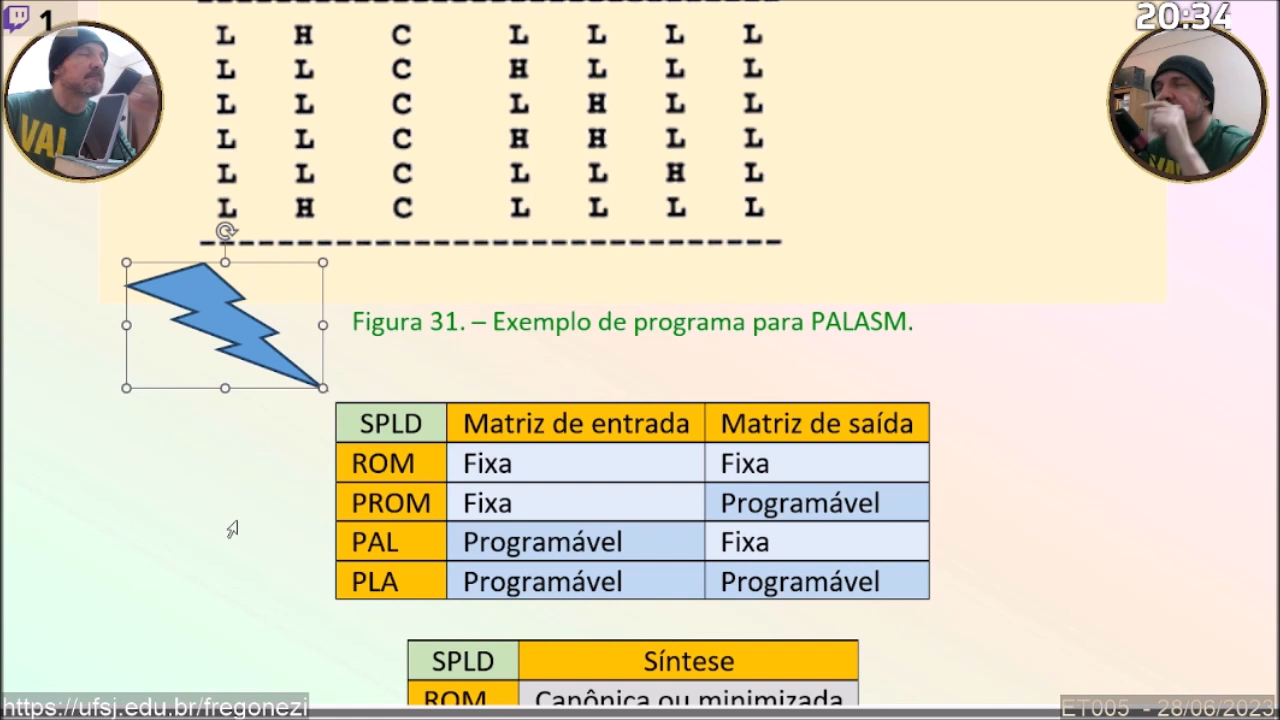 1
20:34
L H C L L L L
L L C H L L L
L L C L H L L
L L C H H L L
L L C L L H L
L H C L L L L
VAL
Figura 31. – Exemplo de programa para PALASM.
SPLD Matriz de entrada Matriz de saída
ROM Fixa Fixa
PROM Fixa Programável
PAL Programável Fixa
PLA Programável Programável
SPLD Síntese
ROM Canônica ou minimizada
https://ufsj.edu.br/fregonezi
ET005 - 28/06/2023